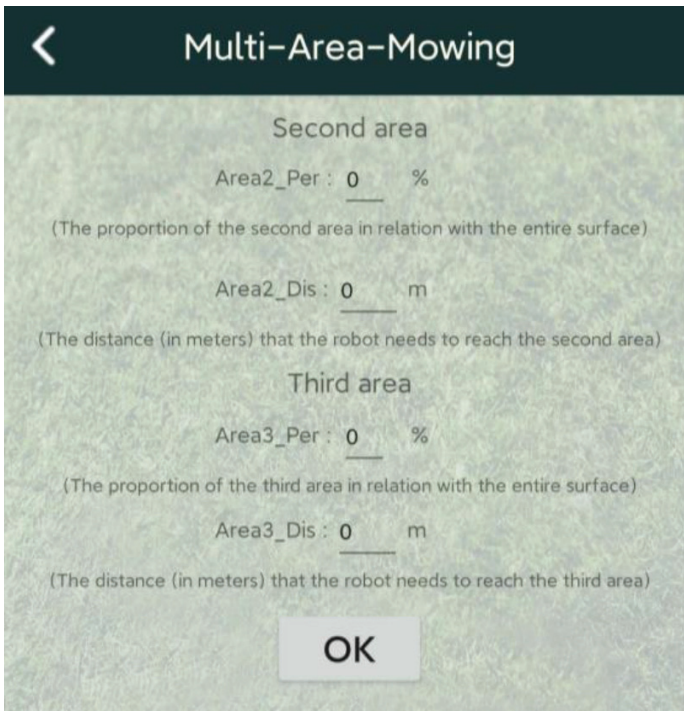 Multi-Area-Mowing
Second area
Area2_Per : 0 %
(The proportion of the second area in relation with the entire surface)
Area2_Dis : 0 m
(The distance (in meters) that the robot needs to reach the second area)
Third area
Area3_Per : 0 %
(The proportion of the third area in relation with the entire surface)
Area3_Dis : 0 m
(The distance (in meters) that the robot needs to reach the third area)
OK